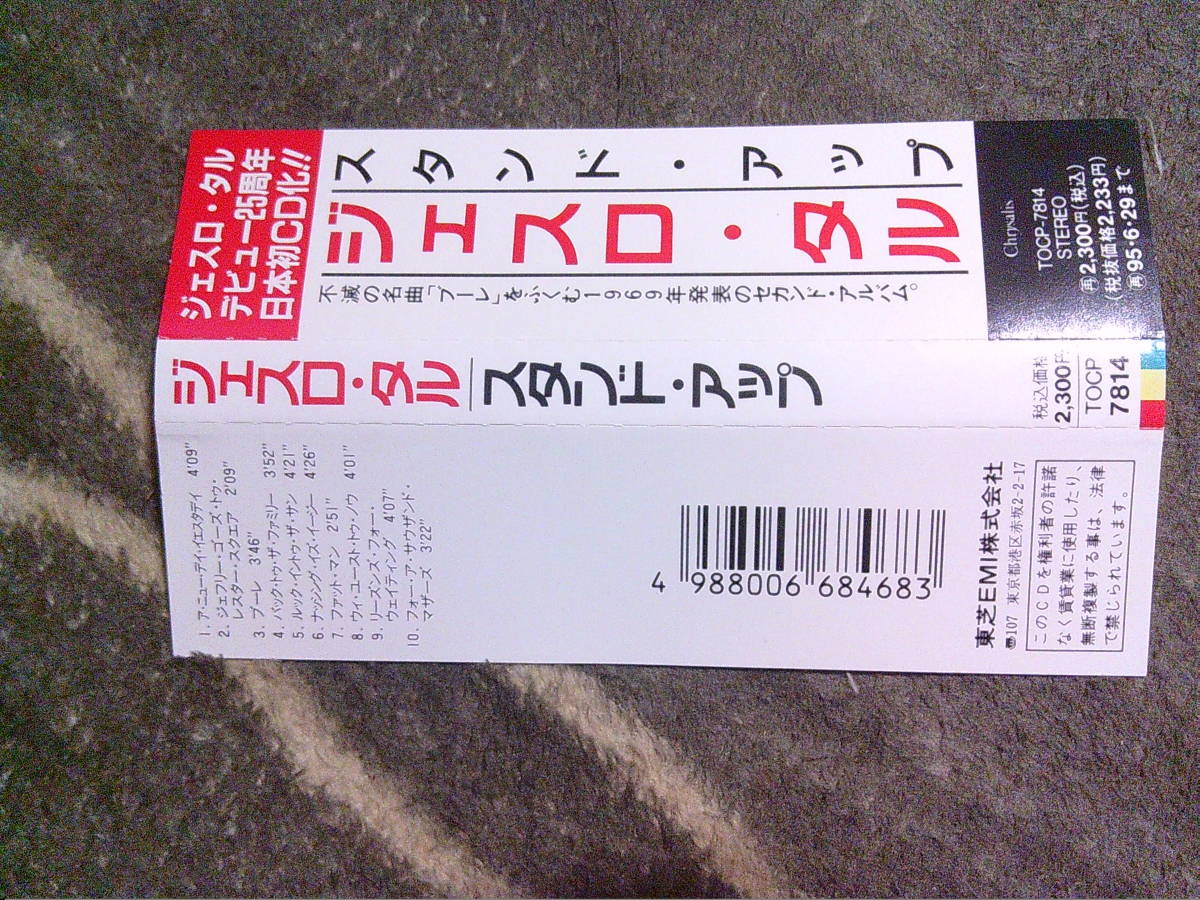 ジェスロ・タル
デビュー25周年
日本初CD化!!
スタンド・アップ
ジェスロ・タル
不滅の名曲「ブーレ」をふくむ1969年発表のセカンド・アルバム。
Chrysalis
TOCP-7814
STEREO
(再)2,300円(税込)
(税抜価格2,233円)
(再)95・6・29まで
ジェスロ・タル
スタンド・アップ
税込価格
2,300円
TOCP
7814
1. ア・ニュー・デイ・イエスタデイ 4'09"
2. ジェフリー・ゴーズ・トゥ・
レスター・スクエア 2'09"
3. ブーレ 3'46"
4. バック・トゥ・ザ・ファミリー 3'52"
5. ルック・イントゥ・ザ・サン 4'21"
6. ナッシング・イズ・イージー 4'26"
7. ファット・マン 2'51"
8. ウィ・ユースト・トゥ・ノウ 4'01"
9. リーズンズ・フォー・
ウェイティング 4'07"
10. フォー・ア・サウザンド・
マザーズ 3'22"
4 988006 684683
東芝EMI株式会社
〒107 東京都港区赤坂2-2-17
このCDを権利者の許諾
なく賃貸業に使用したり、
無断複製する事は、法律
で禁じられています。